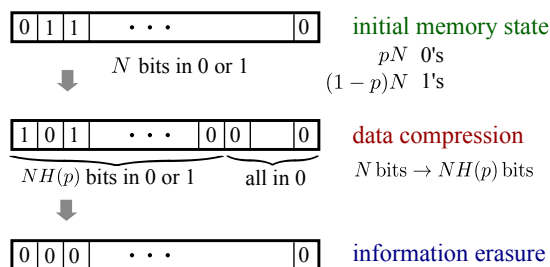 0 1 1 · · · 0 initial memory state
N bits in 0 or 1 pN 0's
(1 − p)N 1's
1 0 1 · · · 0 0 0 data compression
NH(p) bits in 0 or 1 all in 0 N bits → NH(p) bits
0 0 0 · · · 0 information erasure